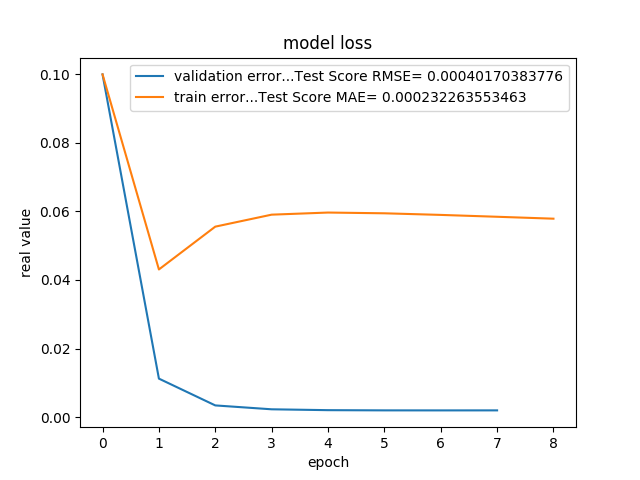 model loss
validation error...Test Score RMSE= 0.00040170383776
train error...Test Score MAE= 0.000232263553463
real value
0.10
0.08
0.06
0.04
0.02
0.00
0 1 2 3 4 5 6 7 8
epoch